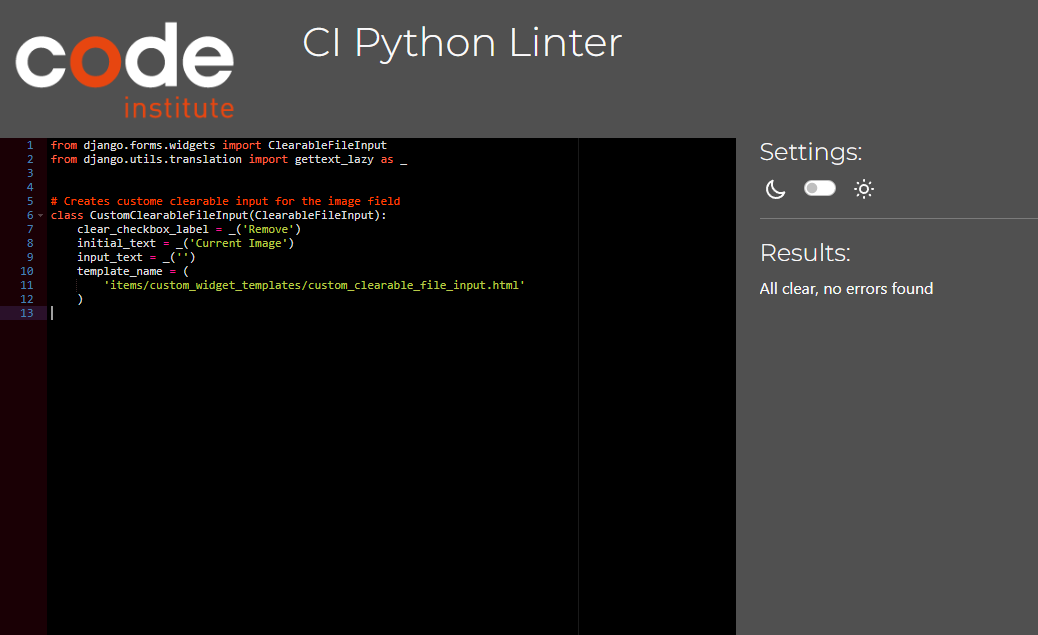 code
institute
CI Python Linter
1 from django.forms.widgets import ClearableFileInput
2 from django.utils.translation import gettext_lazy as _
3
4
5 # Creates custome clearable input for the image field
6 class CustomClearableFileInput(ClearableFileInput):
7 clear_checkbox_label = _('Remove')
8 initial_text = _('Current Image')
9 input_text = _('')
10 template_name = (
11 'items/custom_widget_templates/custom_clearable_file_input.html'
12 )
13
Settings:
Results:
All clear, no errors found